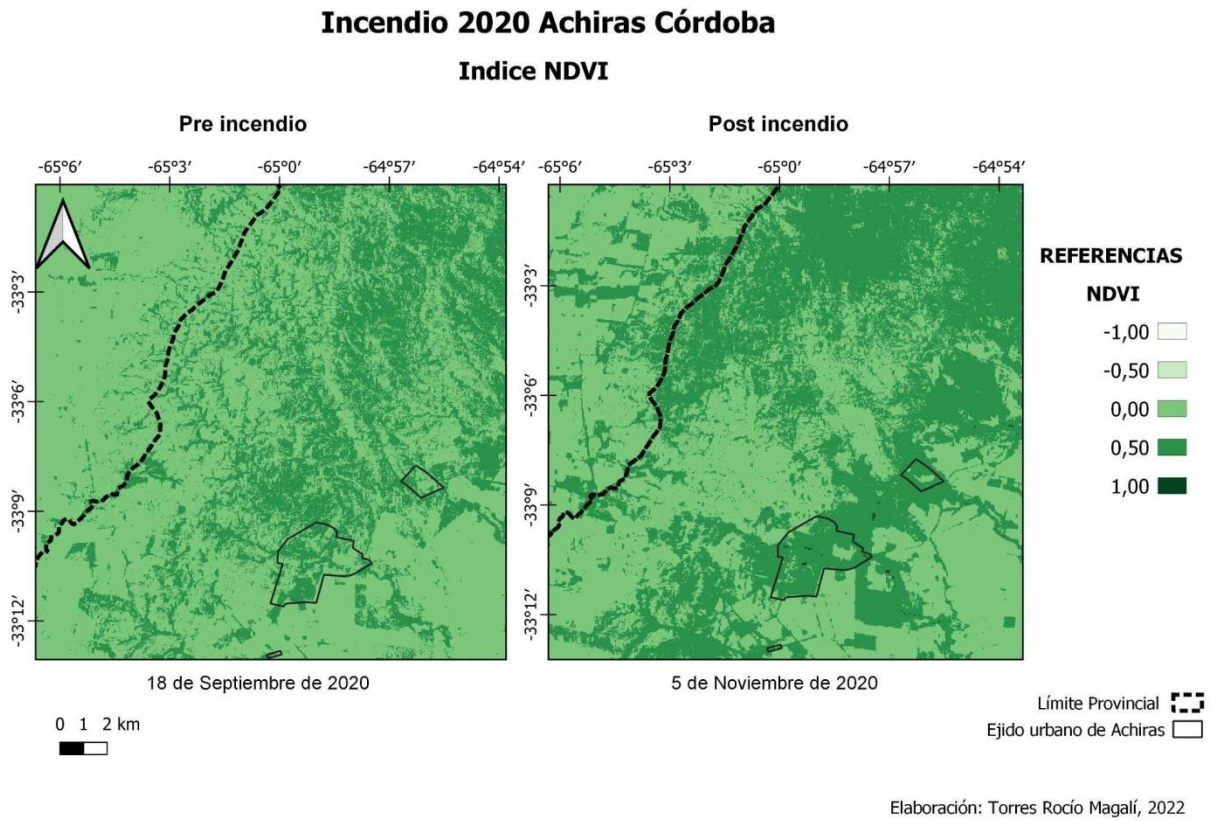 Incendio 2020 Achiras Córdoba
Indice NDVI
Pre incendio
Post incendio
-65°6′ -65°3′ -65°0′ -64°57′ -64°54′
-65°6′ -65°3′ -65°0′ -64°57′ -64°54′
-33°3′
-33°6′
-33°9′
-33°12′
-33°3′
-33°6′
-33°9′
-33°12′
REFERENCIAS
NDVI
-1,00
-0,50
0,00
0,50
1,00
18 de Septiembre de 2020
5 de Noviembre de 2020
0 1 2 km
Límite Provincial
Ejido urbano de Achiras
Elaboración: Torres Rocío Magalí, 2022